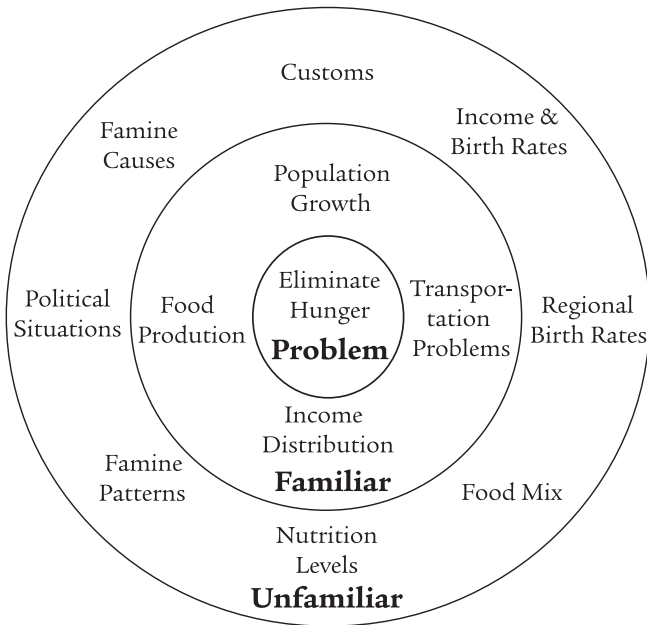 Customs
Famine
Causes
Income &
Birth Rates
Population
Growth
Political
Situations
Food
Prodution
Eliminate
Hunger
Problem
Transpor-
tation
Problems
Regional
Birth Rates
Income
Distribution
Familiar
Famine
Patterns
Food Mix
Nutrition
Levels
Unfamiliar